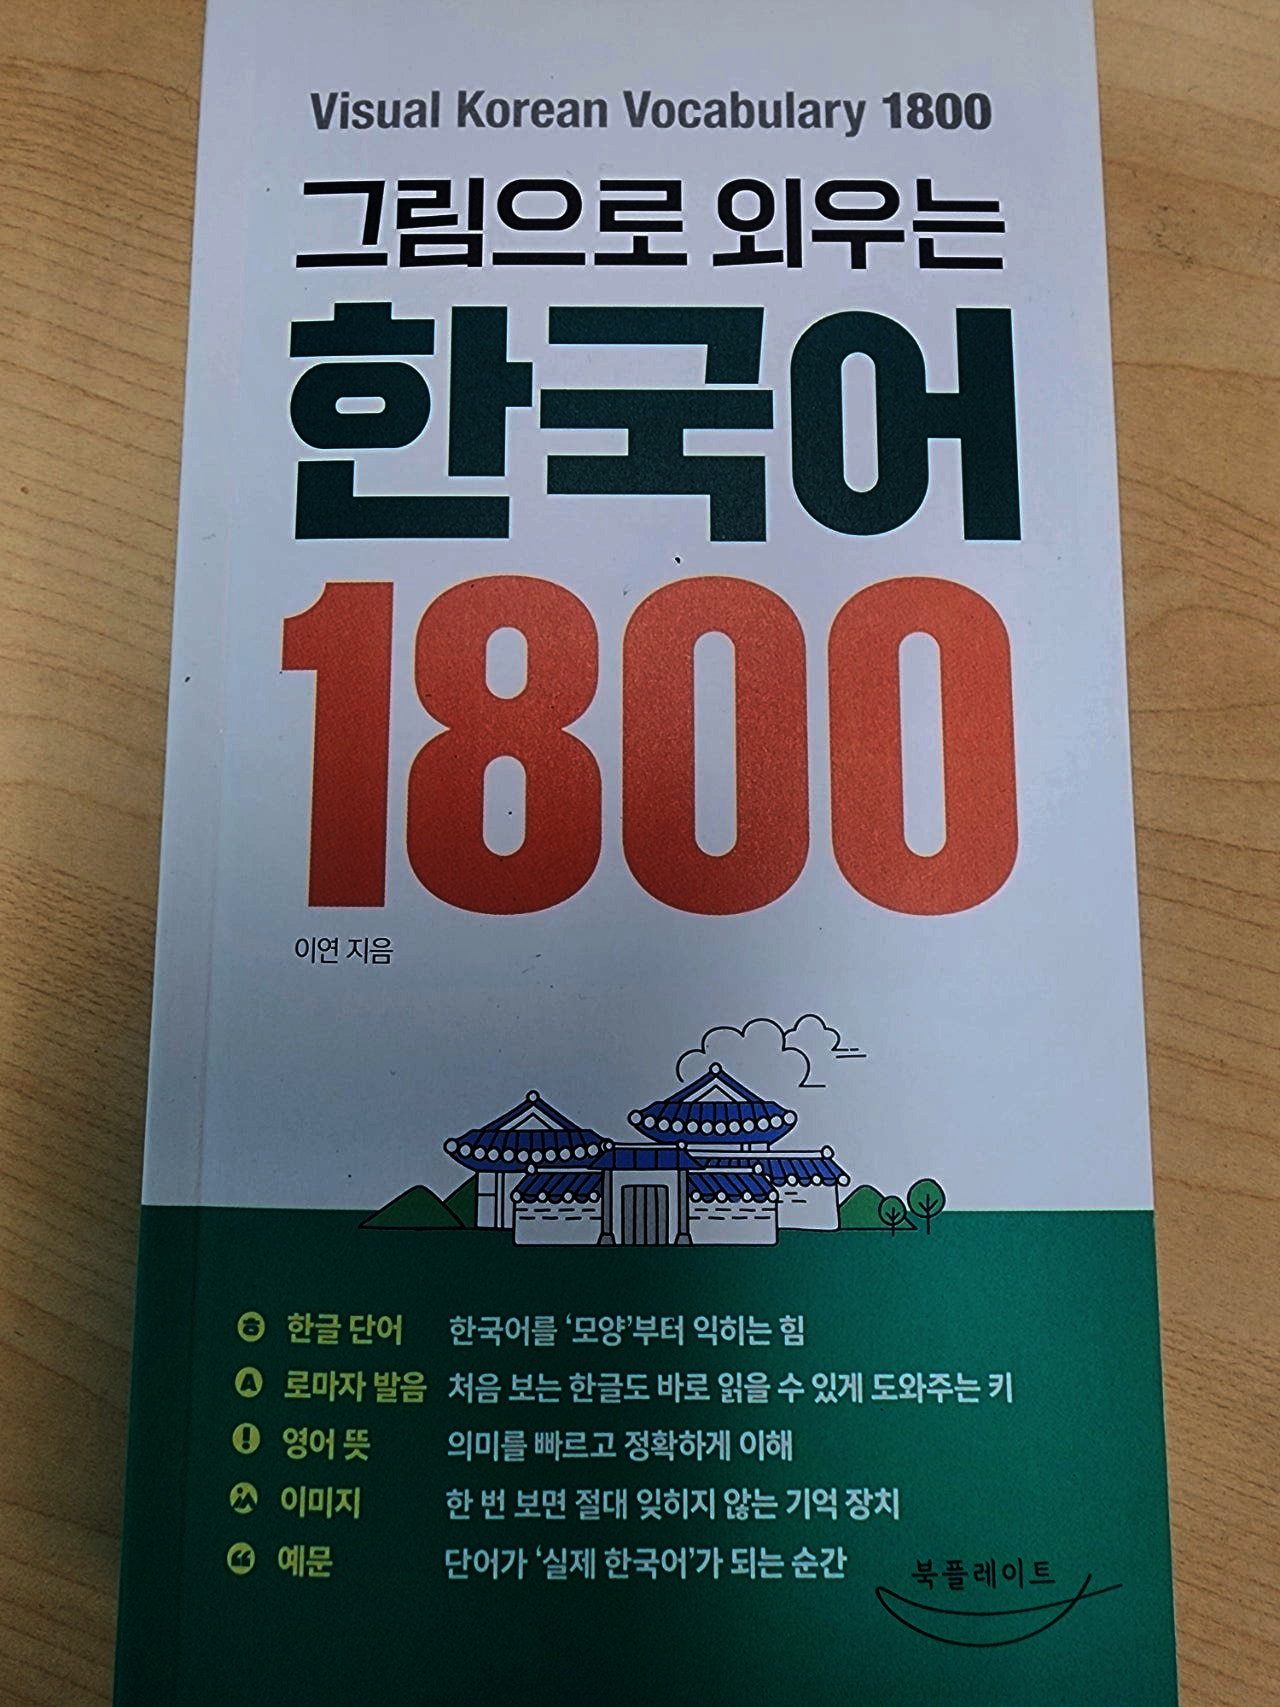 Visual Korean Vocabulary 1800
그림으로 외우는
한국어
1800
이연 지음
한글 단어 한국어를 ‘모양’부터 익히는 힘
A 로마자 발음 처음 보는 한글도 바로 읽을 수 있게 도와주는 키
! 영어 뜻 의미를 빠르고 정확하게 이해
이미지 한 번 보면 절대 잊히지 않는 기억 장치
예문 단어가 ‘실제 한국어’가 되는 순간
북플레이트